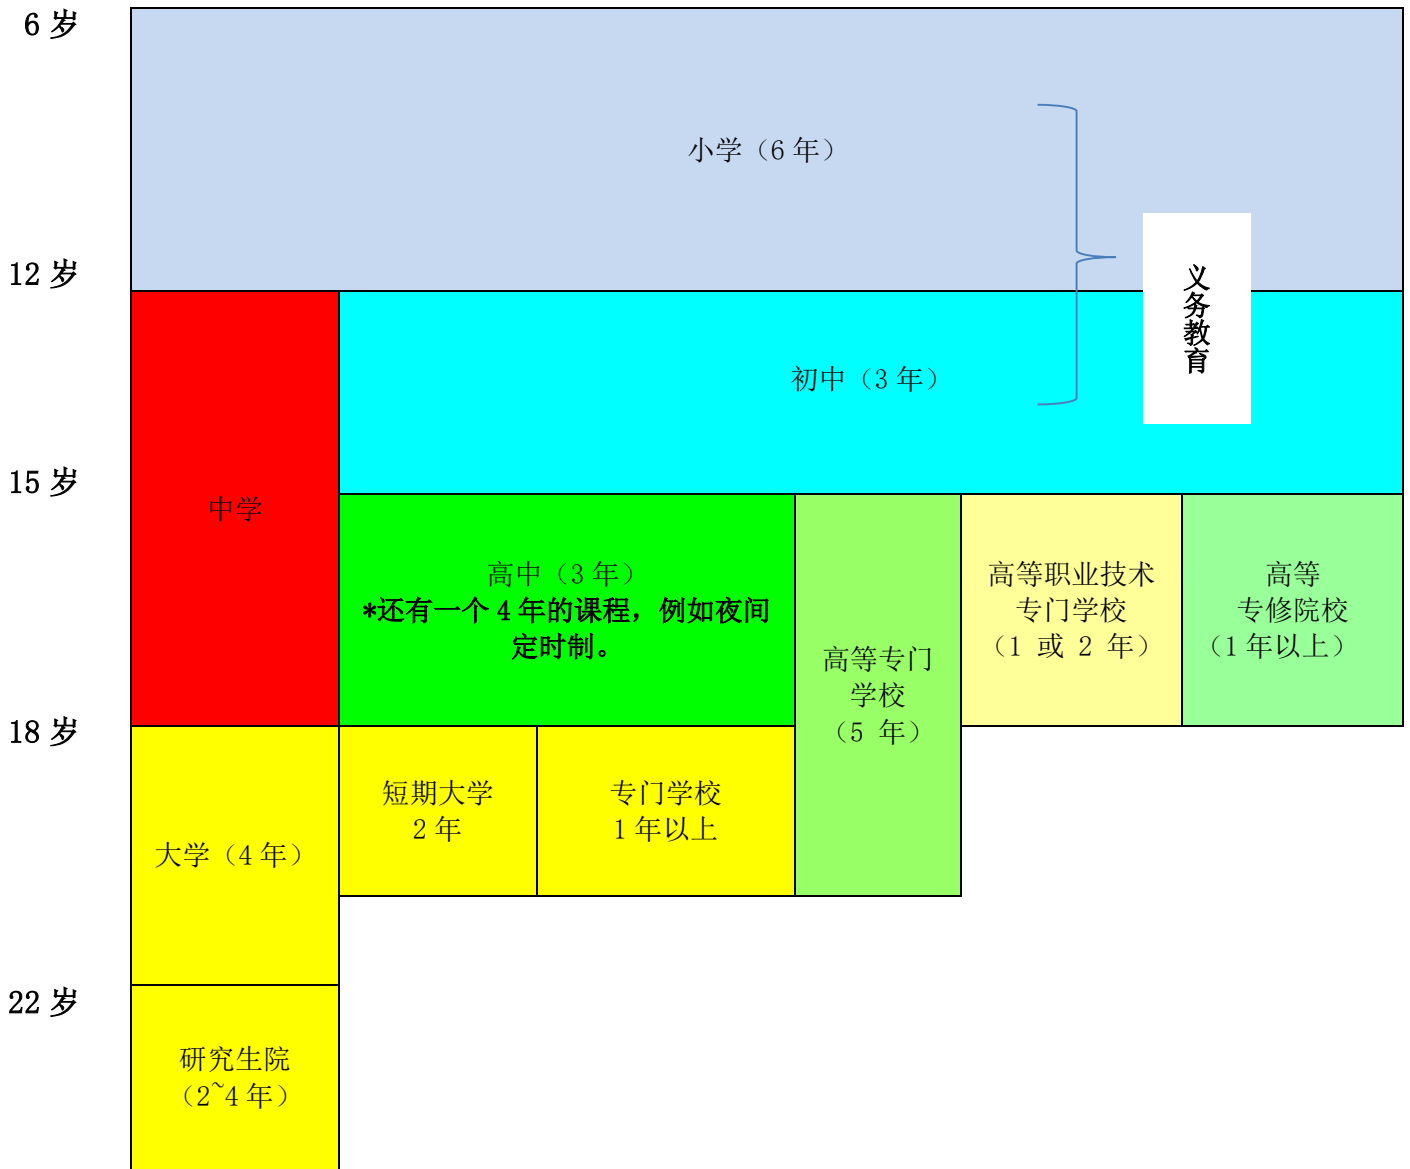 6 岁
小学（6 年）
12 岁
义务教育
初中（3 年）
15 岁
中学
高中（3 年）
*还有一个 4 年的课程，例如夜间
定时制。
高等专门
学校
（5 年）
高等职业技术
专门学校
（1 或 2 年）
高等
专修院校
（1 年以上）
18 岁
大学（4 年）
短期大学
2 年
专门学校
1 年以上
22 岁
研究生院
（2~4 年）